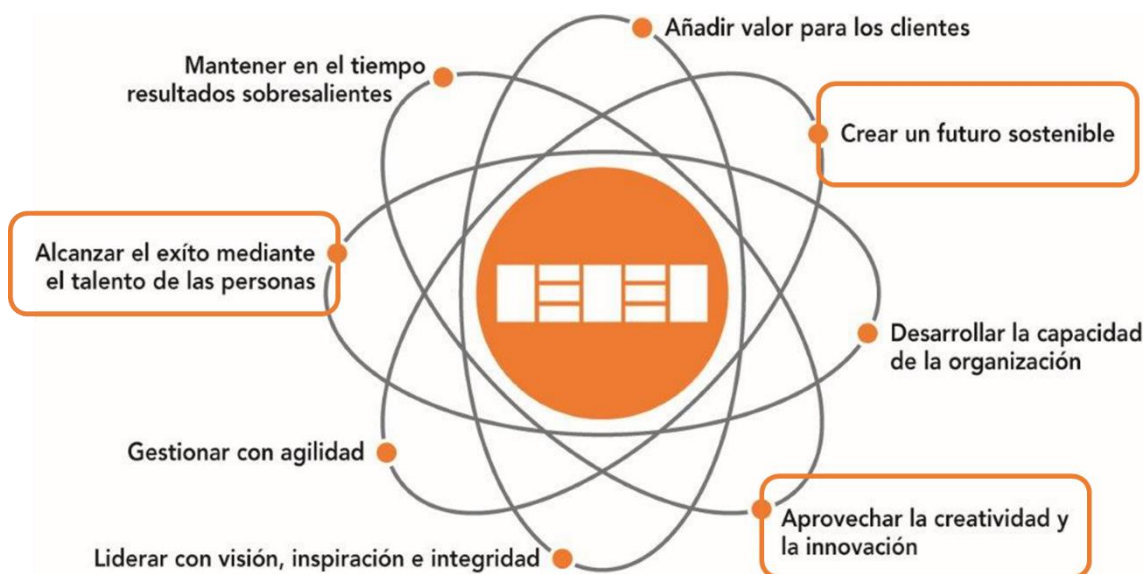 Añadir valor para los clientes
Mantener en el tiempo
resultados sobresalientes
Crear un futuro sostenible
Alcanzar el exíto mediante
el talento de las personas
Desarrollar la capacidad
de la organización
Gestionar con agilidad
Aprovechar la creatividad y
la innovación
Liderar con visión, inspiración e integridad